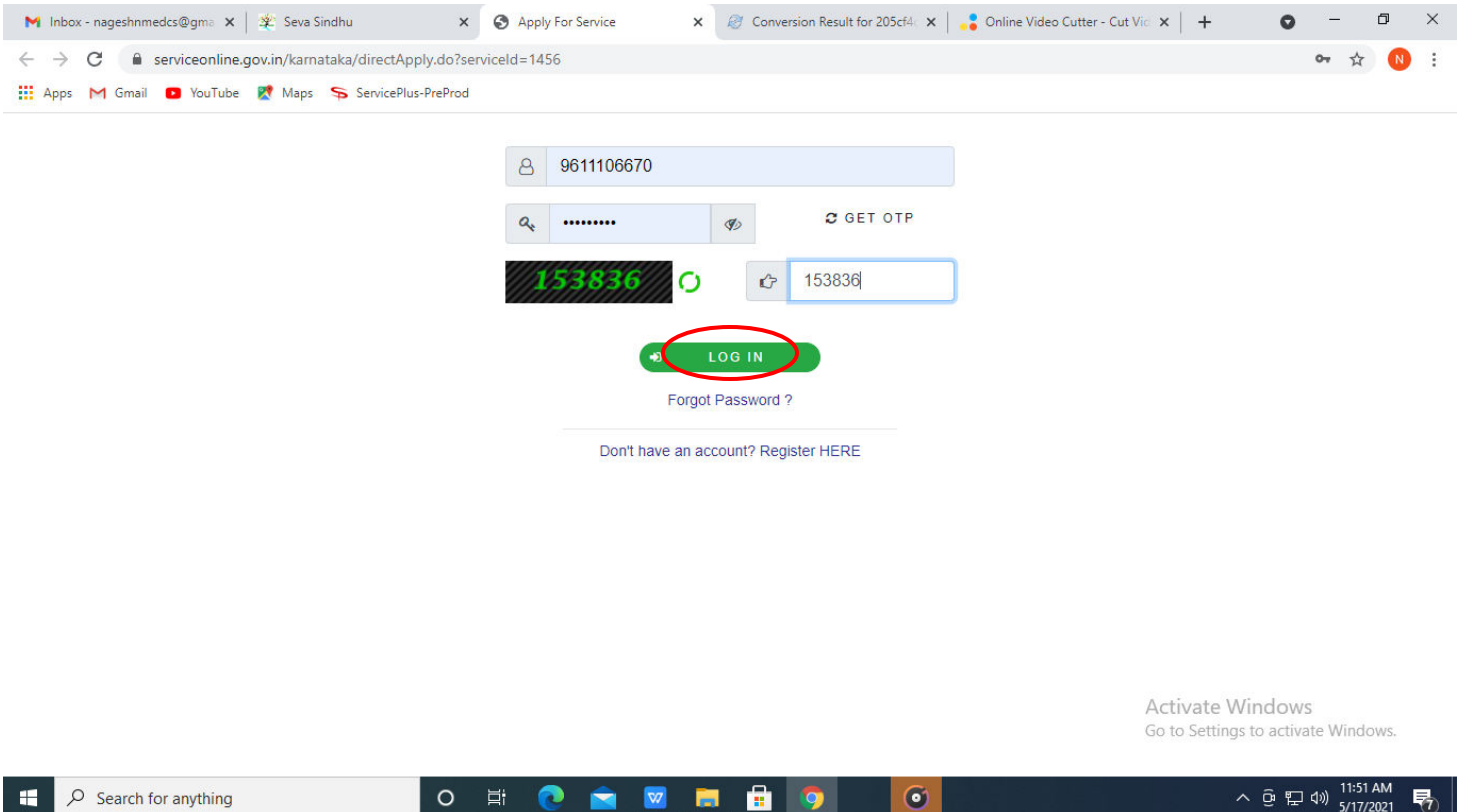 Inbox - nageshnmedcs@gma
Seva Sindhu
Apply For Service
Conversion Result for 205cf4
Online Video Cutter - Cut Vid
serviceonline.gov.in/karnataka/directApply.do?serviceId=1456
N
Apps
Gmail
YouTube
Maps
ServicePlus-PreProd
9611106670
GET OTP
153836
153836
LOG IN
Forgot Password ?
Don't have an account? Register HERE
Activate Windows
Go to Settings to activate Windows.
Search for anything
11:51 AM
5/17/2021